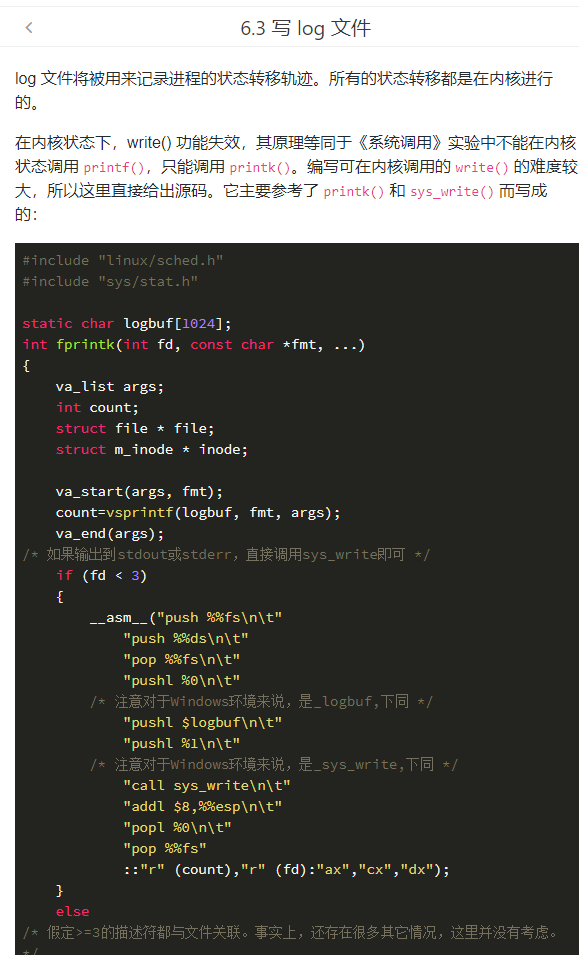 6.3 写 log 文件
log 文件将被用来记录进程的状态转移轨迹。所有的状态转移都是在内核进行
的。
在内核状态下，write() 功能失效，其原理等同于《系统调用》实验中不能在内核
状态调用 printf()，只能调用 printk()。编写可在内核调用的 write() 的难度较
大，所以这里直接给出源码。它主要参考了 printk() 和 sys_write() 而写成
的：
#include "linux/sched.h"
#include "sys/stat.h"
static char logbuf[1024];
int fprintk(int fd, const char *fmt, ...)
{
    va_list args;
    int count;
    struct file * file;
    struct m_inode * inode;
    va_start(args, fmt);
    count=vsprintf(logbuf, fmt, args);
    va_end(args);
/* 如果输出到stdout或stderr，直接调用sys_write即可 */
    if (fd < 3)
    {
        __asm__("push %%fs\n\t"
            "push %%ds\n\t"
            "pop %%fs\n\t"
            "pushl %0\n\t"
        /* 注意对于Windows环境来说，是_logbuf,下同 */
            "pushl $logbuf\n\t"
            "pushl %1\n\t"
        /* 注意对于Windows环境来说，是_sys_write,下同 */
            "call sys_write\n\t"
            "addl $8,%%esp\n\t"
            "popl %0\n\t"
            "pop %%fs"
            ::"r" (count),"r" (fd):"ax","cx","dx");
    }
    else
/* 假定>=3的描述符都与文件关联。事实上，还存在很多其它情况，这里并没有考虑。
*/